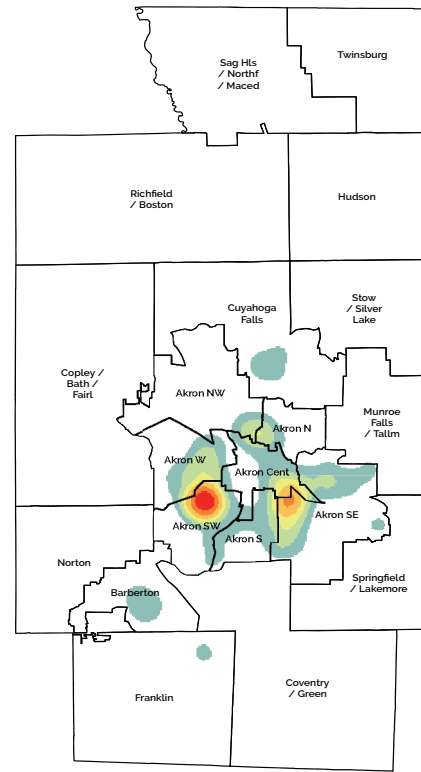 Twinsburg
Sag Hls
/ Northf
/ Maced
Richfield
/ Boston
Hudson
Cuyahoga
Falls
Stow
/ Silver
Lake
Copley /
Bath /
Fairl
Akron NW
Munroe
Falls
/ Tallm
Akron N
Akron W
Akron Cent
Akron SW
Akron SE
Akron S
Norton
Springfield
/ Lakemore
Barberton
Coventry
/ Green
Franklin